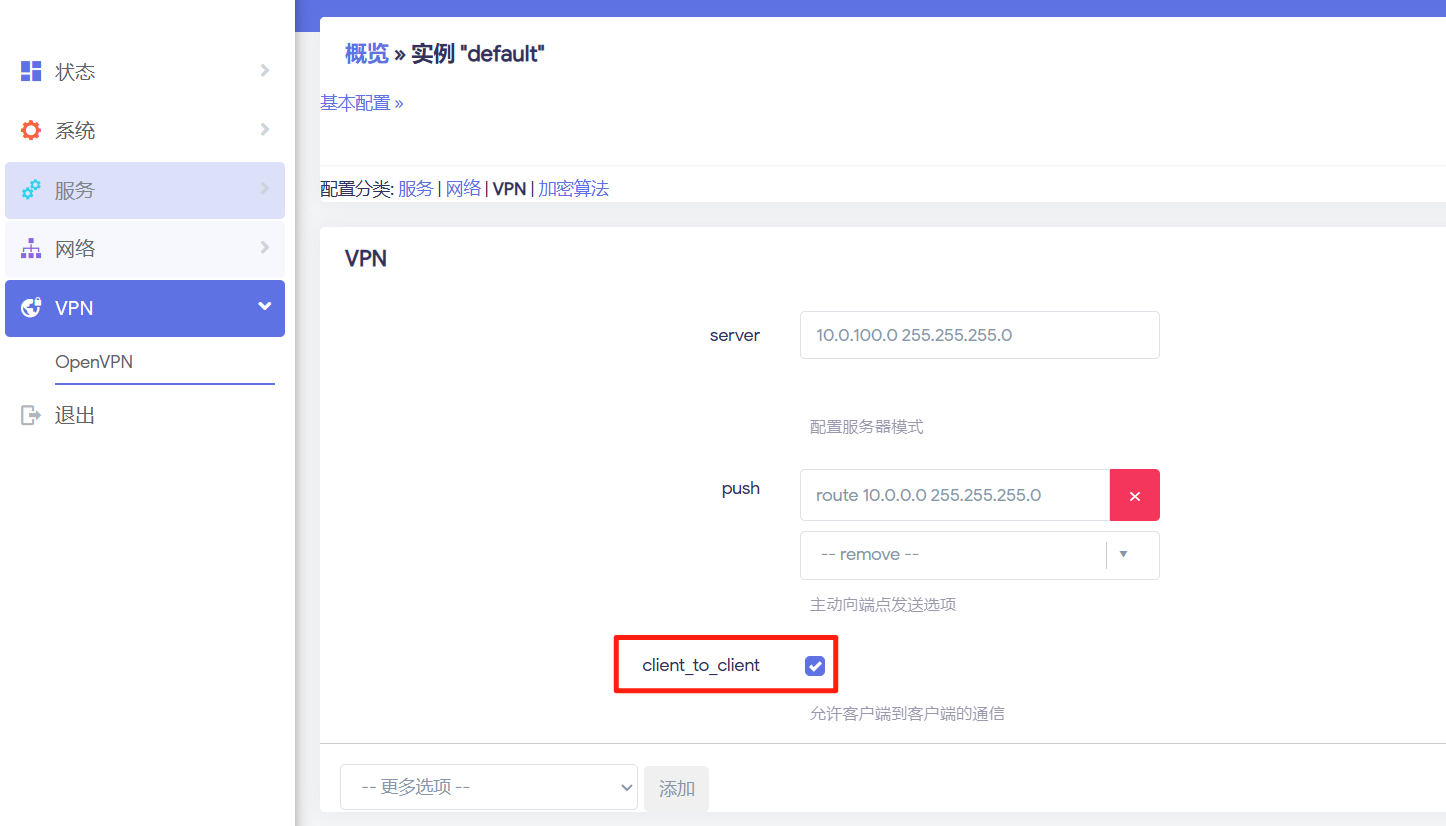 状态
系统
服务
网络
VPN
OpenVPN
退出
概览 » 实例 "default"
基本配置 »
配置分类: 服务 | 网络 | VPN | 加密算法
VPN
server
10.0.100.0 255.255.255.0
配置服务器模式
push
route 10.0.0.0 255.255.255.0
×
-- remove --
主动向端点发送选项
client_to_client
允许客户端到客户端的通信
-- 更多选项 --
添加